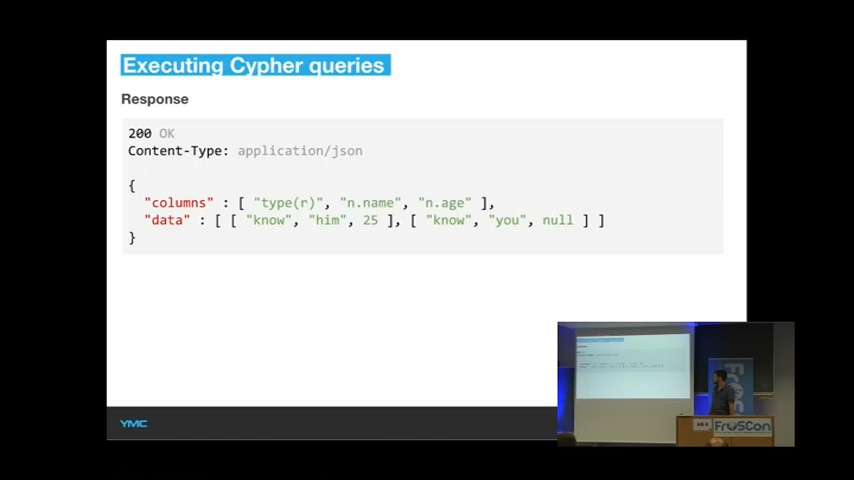 Executing Cypher queries
Response
200 OK
Content-Type: application/json
{
"columns" : [ "type(r)", "n.name", "n.age" ],
"data" : [ [ "know", "him", 25 ], [ "know", "you", null ] ]
}
YMC
FrOSCon